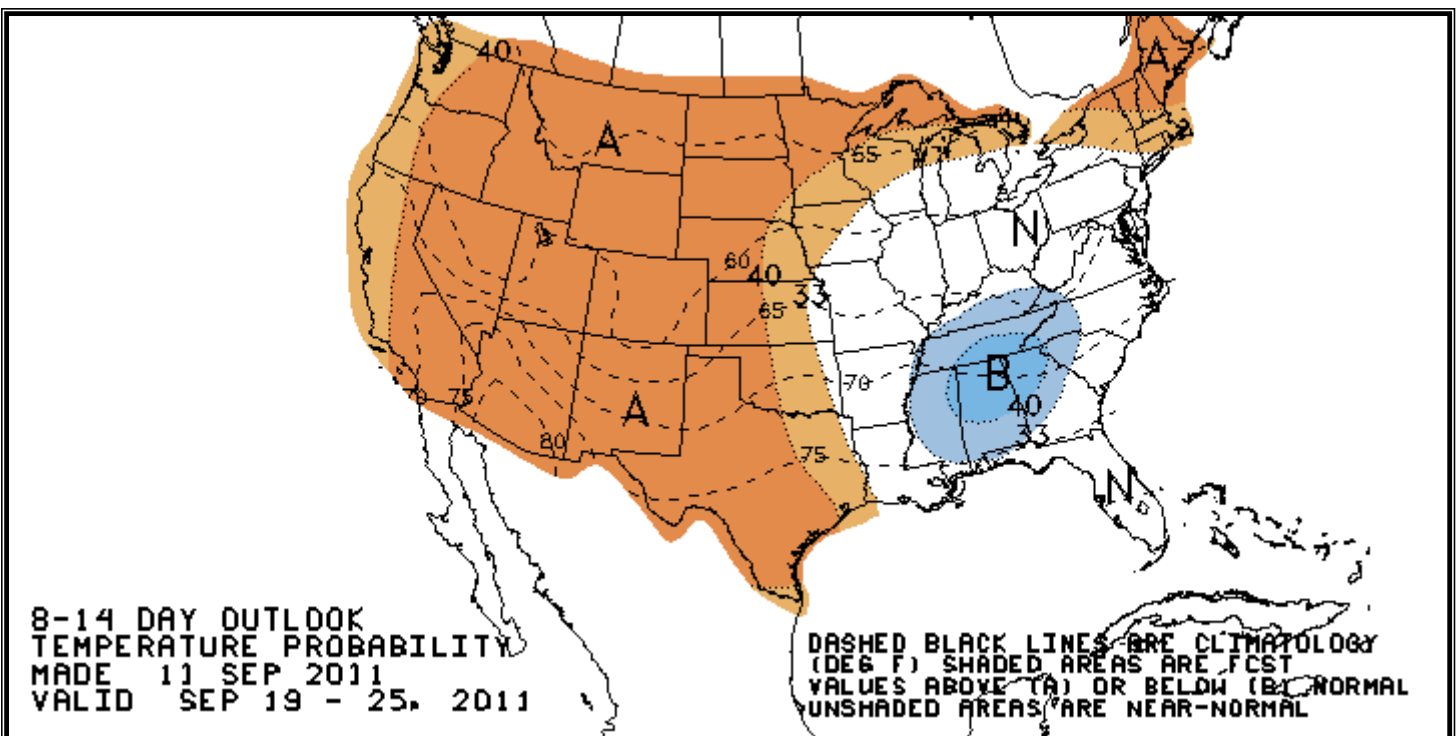 40
A
A
55
N
60
40
33
65
70
B
75
A
40
33
80
75
N
8-14 DAY OUTLOOK
TEMPERATURE PROBABILITY
MADE 11 SEP 2011
VALID SEP 19 - 25, 2011
DASHED BLACK LINES ARE CLIMATOLOGY
(DEG F) SHADED AREAS ARE FCST
VALUES ABOVE (A) OR BELOW (B) NORMAL
UNSHADED AREAS ARE NEAR-NORMAL